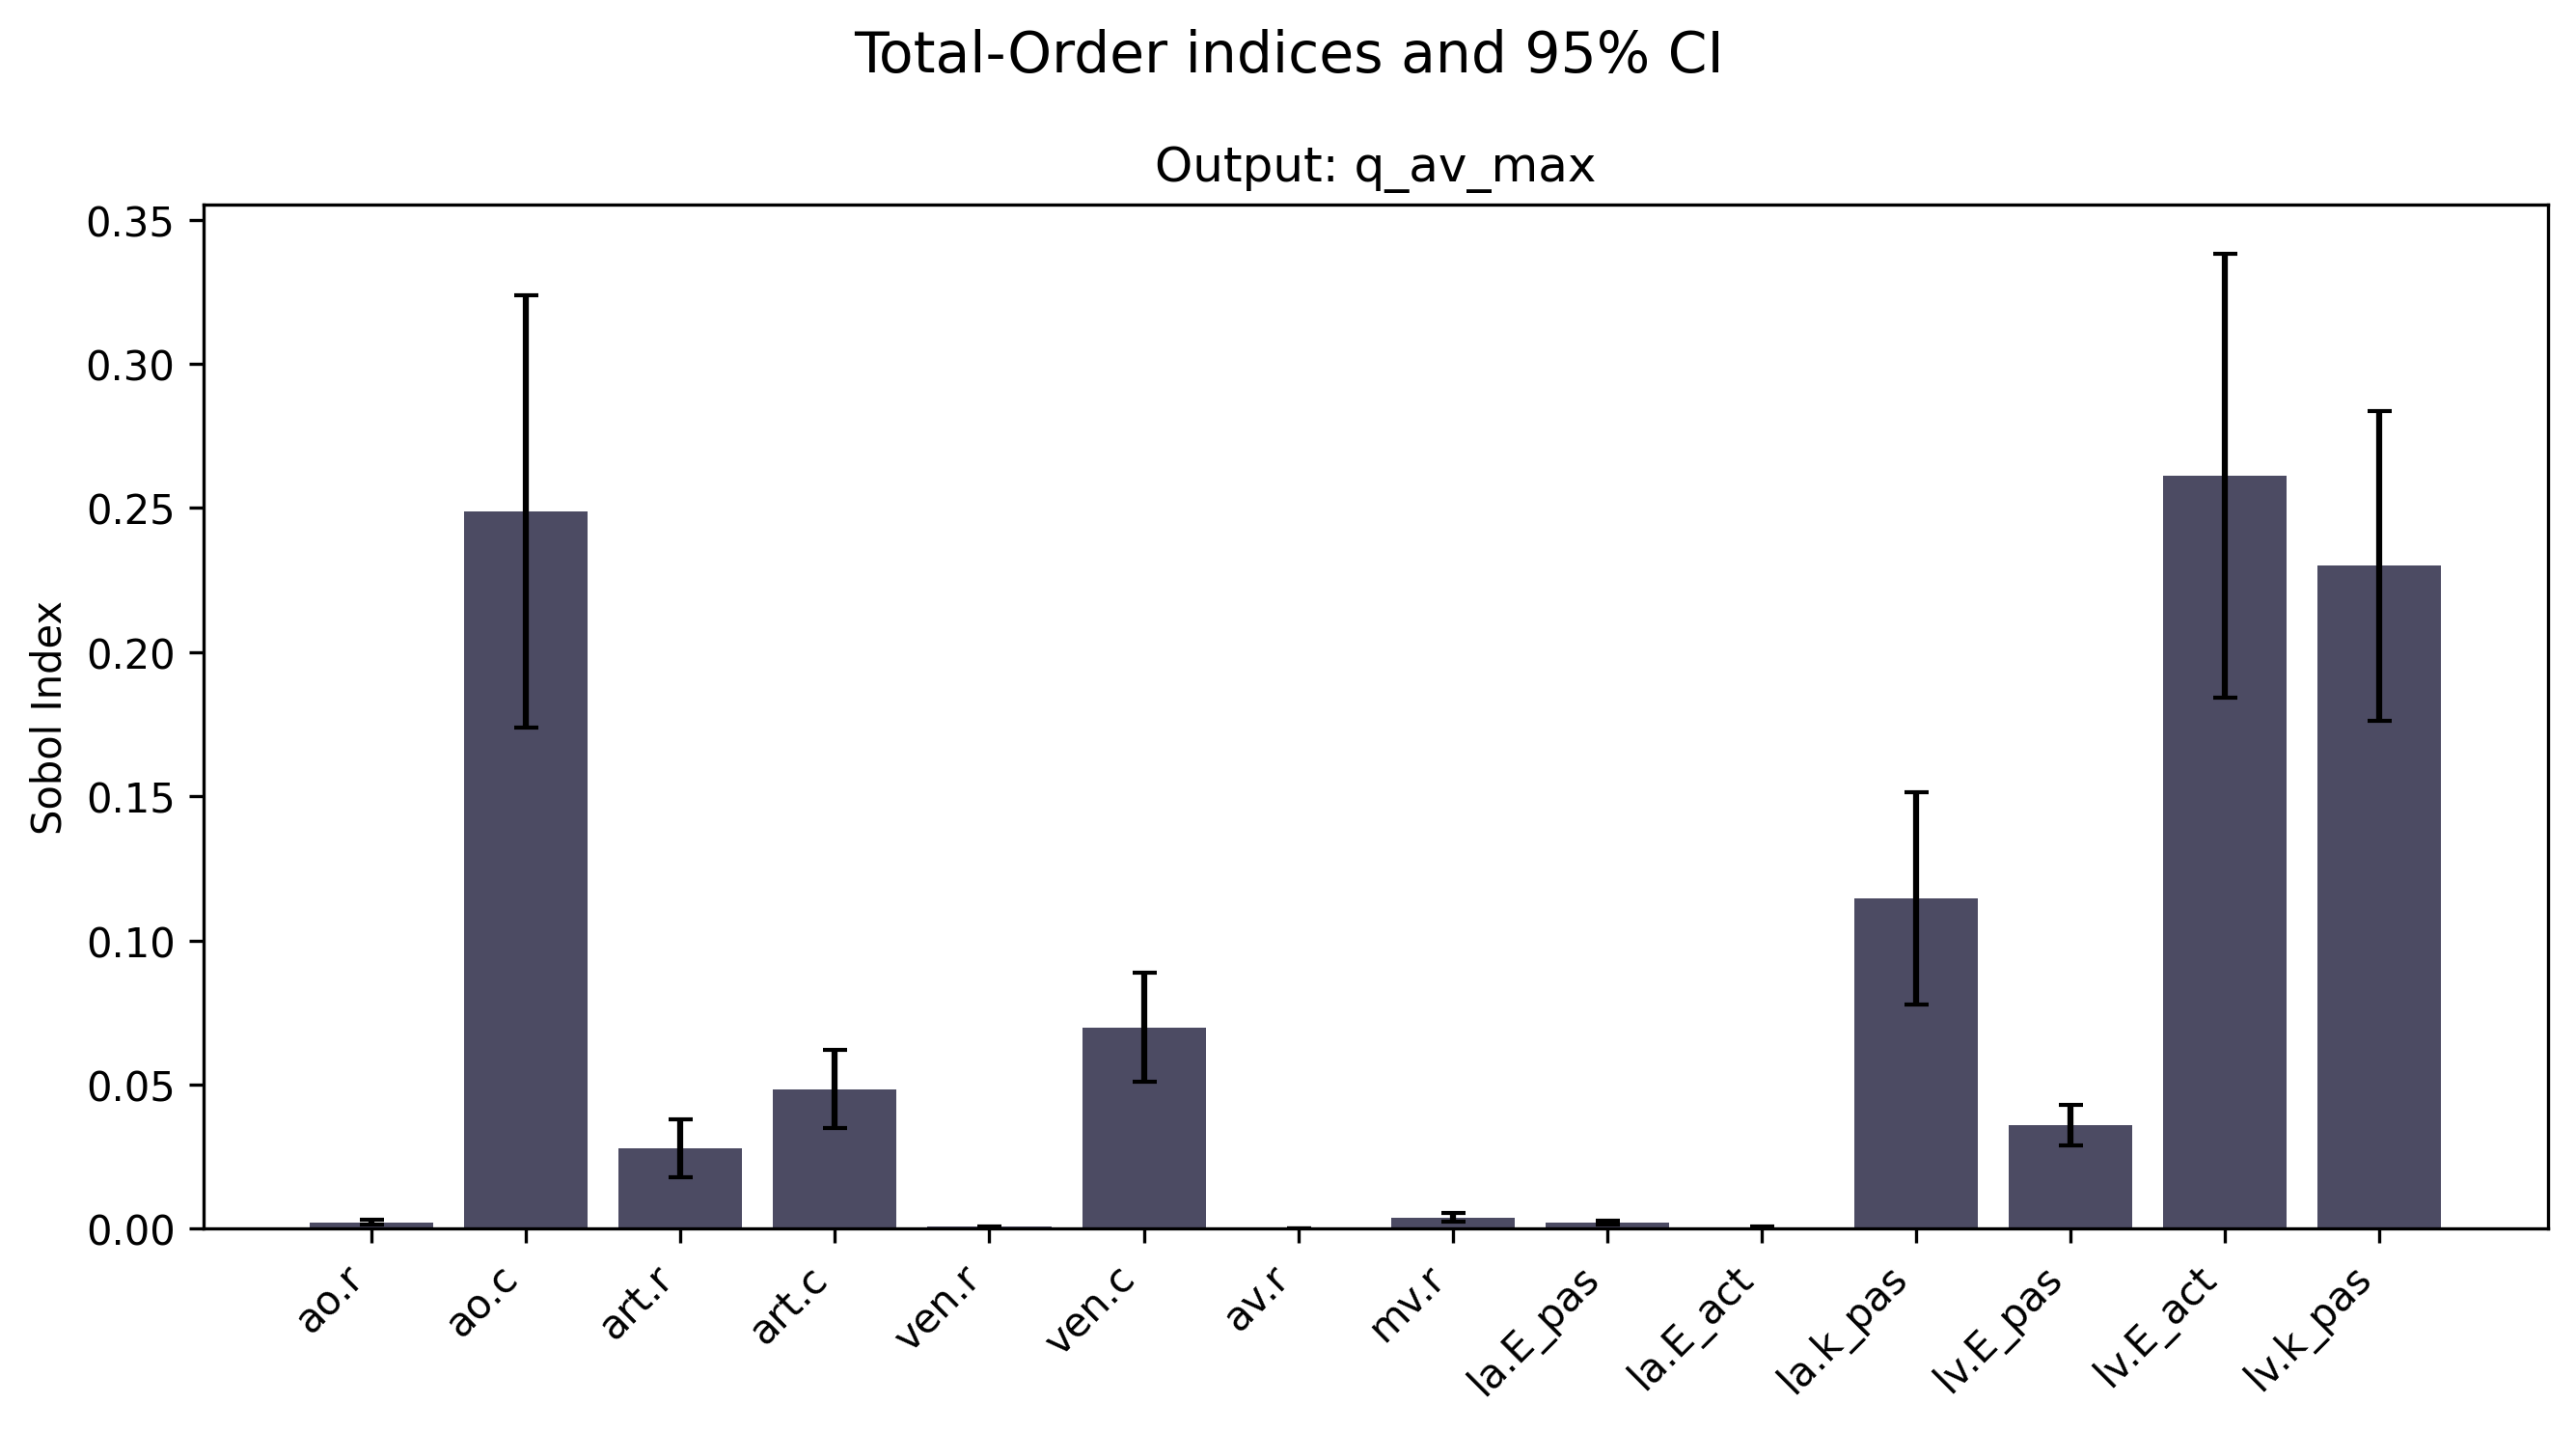 Total-Order indices and 95% CI
Output: q_av_max
Sobol Index
0.35
0.30
0.25
0.20
0.15
0.10
0.05
0.00
ao.r
ao.c
art.r
art.c
ven.r
ven.c
av.r
mv.r
la.E_pas
la.E_act
la.k_pas
lv.E_pas
lv.E_act
lv.k_pas